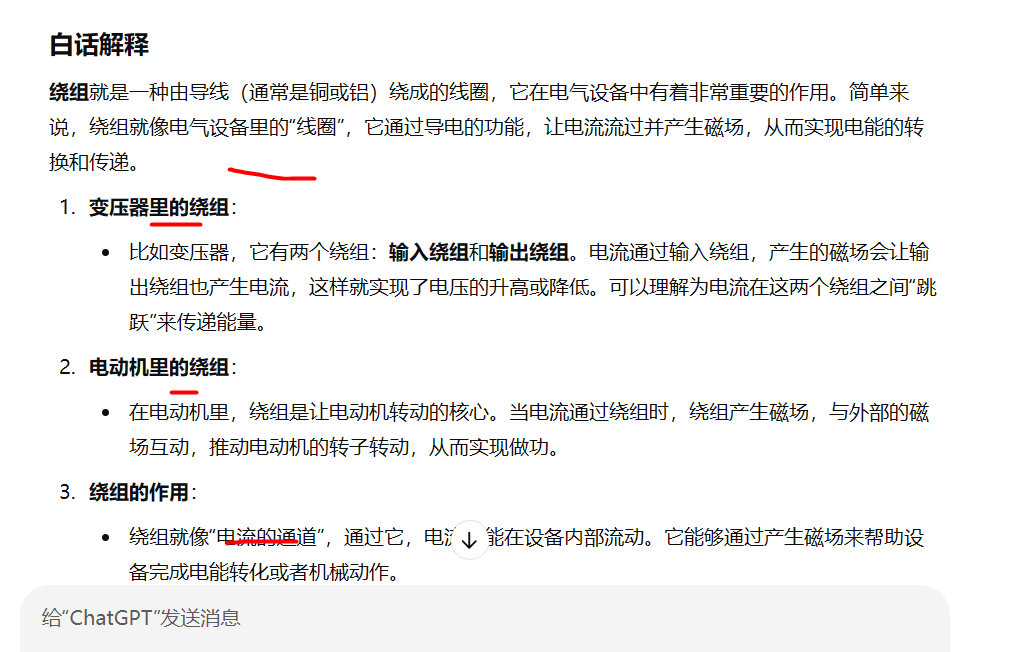 白话解释
绕组就是一种由导线（通常是铜或铝）绕成的线圈，它在电气设备中有着非常重要的作用。简单来
说，绕组就像电气设备里的“线圈”，它通过导电的功能，让电流流过并产生磁场，从而实现电能的转
换和传递。
1. 变压器里的绕组：
• 比如变压器，它有两个绕组：输入绕组和输出绕组。电流通过输入绕组，产生的磁场会让输
出绕组也产生电流，这样就实现了电压的升高或降低。可以理解为电流在这两个绕组之间“跳
跃”来传递能量。
2. 电动机里的绕组：
• 在电动机里，绕组是让电动机转动的核心。当电流通过绕组时，绕组产生磁场，与外部的磁
场互动，推动电动机的转子转动，从而实现做功。
3. 绕组的作用：
• 绕组就像“电流的通道”，通过它，电流能在设备内部流动。它能够通过产生磁场来帮助设
备完成电能转化或者机械动作。
给“ChatGPT”发送消息